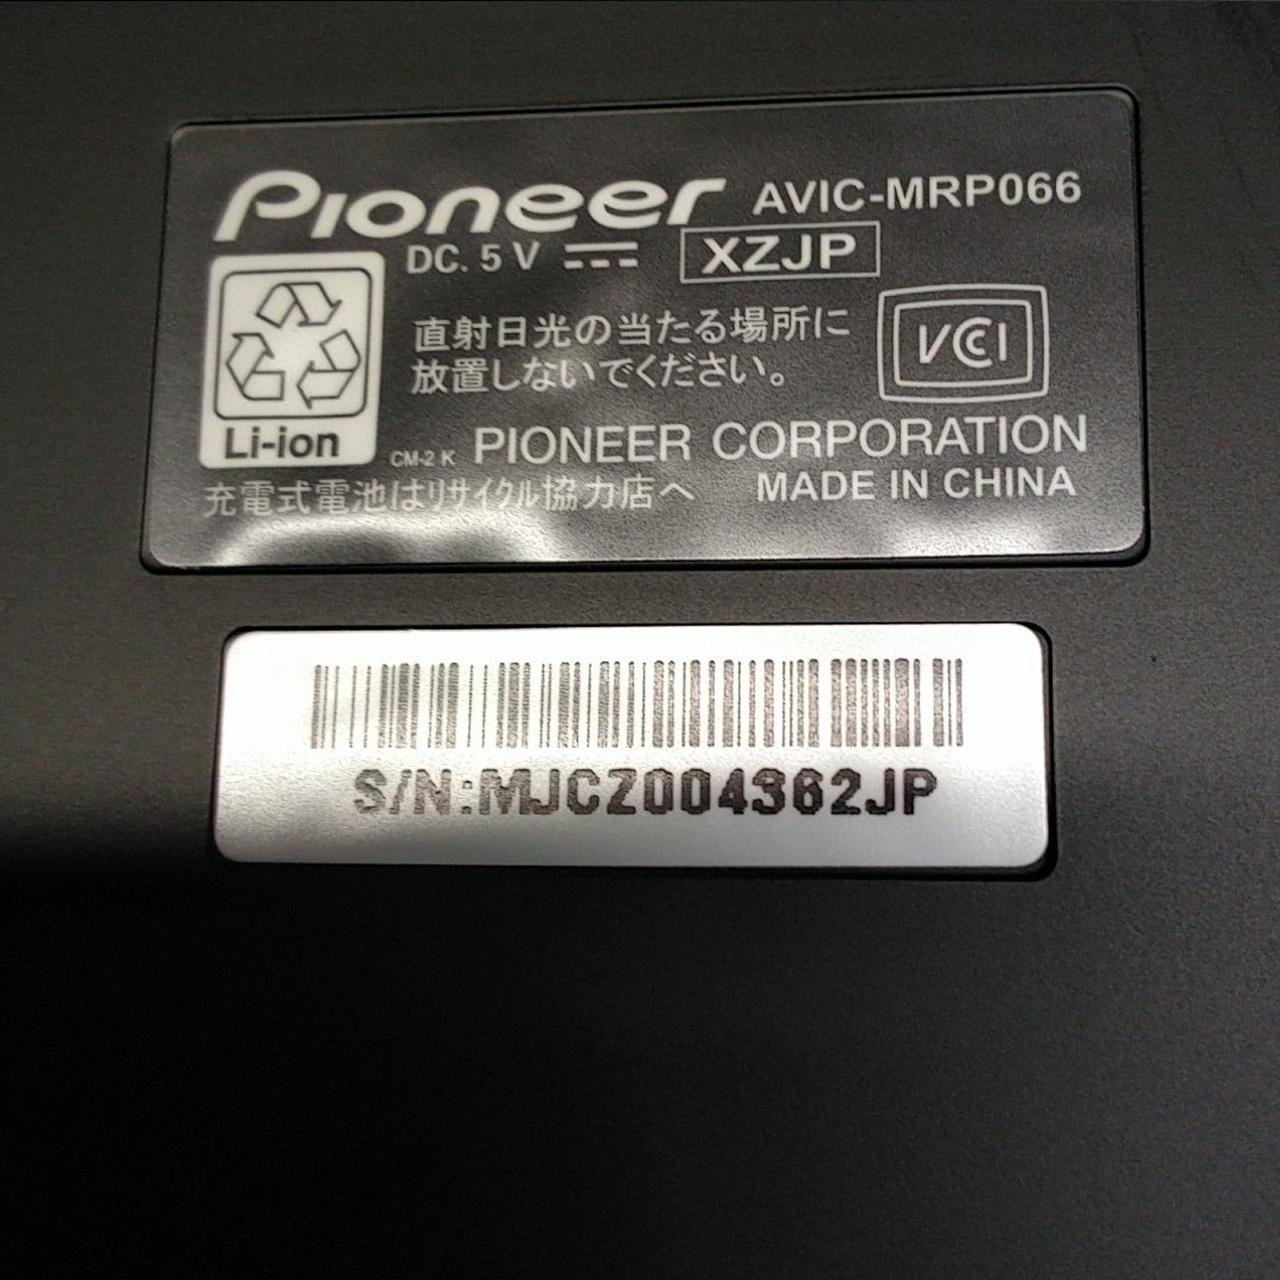 Pioneer AVIC-MRP066
DC. 5 V XZJP
直射日光の当たる場所に
放置しないでください。
VCCI
Li-ion
CM-2 K PIONEER CORPORATION
充電式電池はリサイクル協力店へ MADE IN CHINA
S/N:MJCZ004362JP